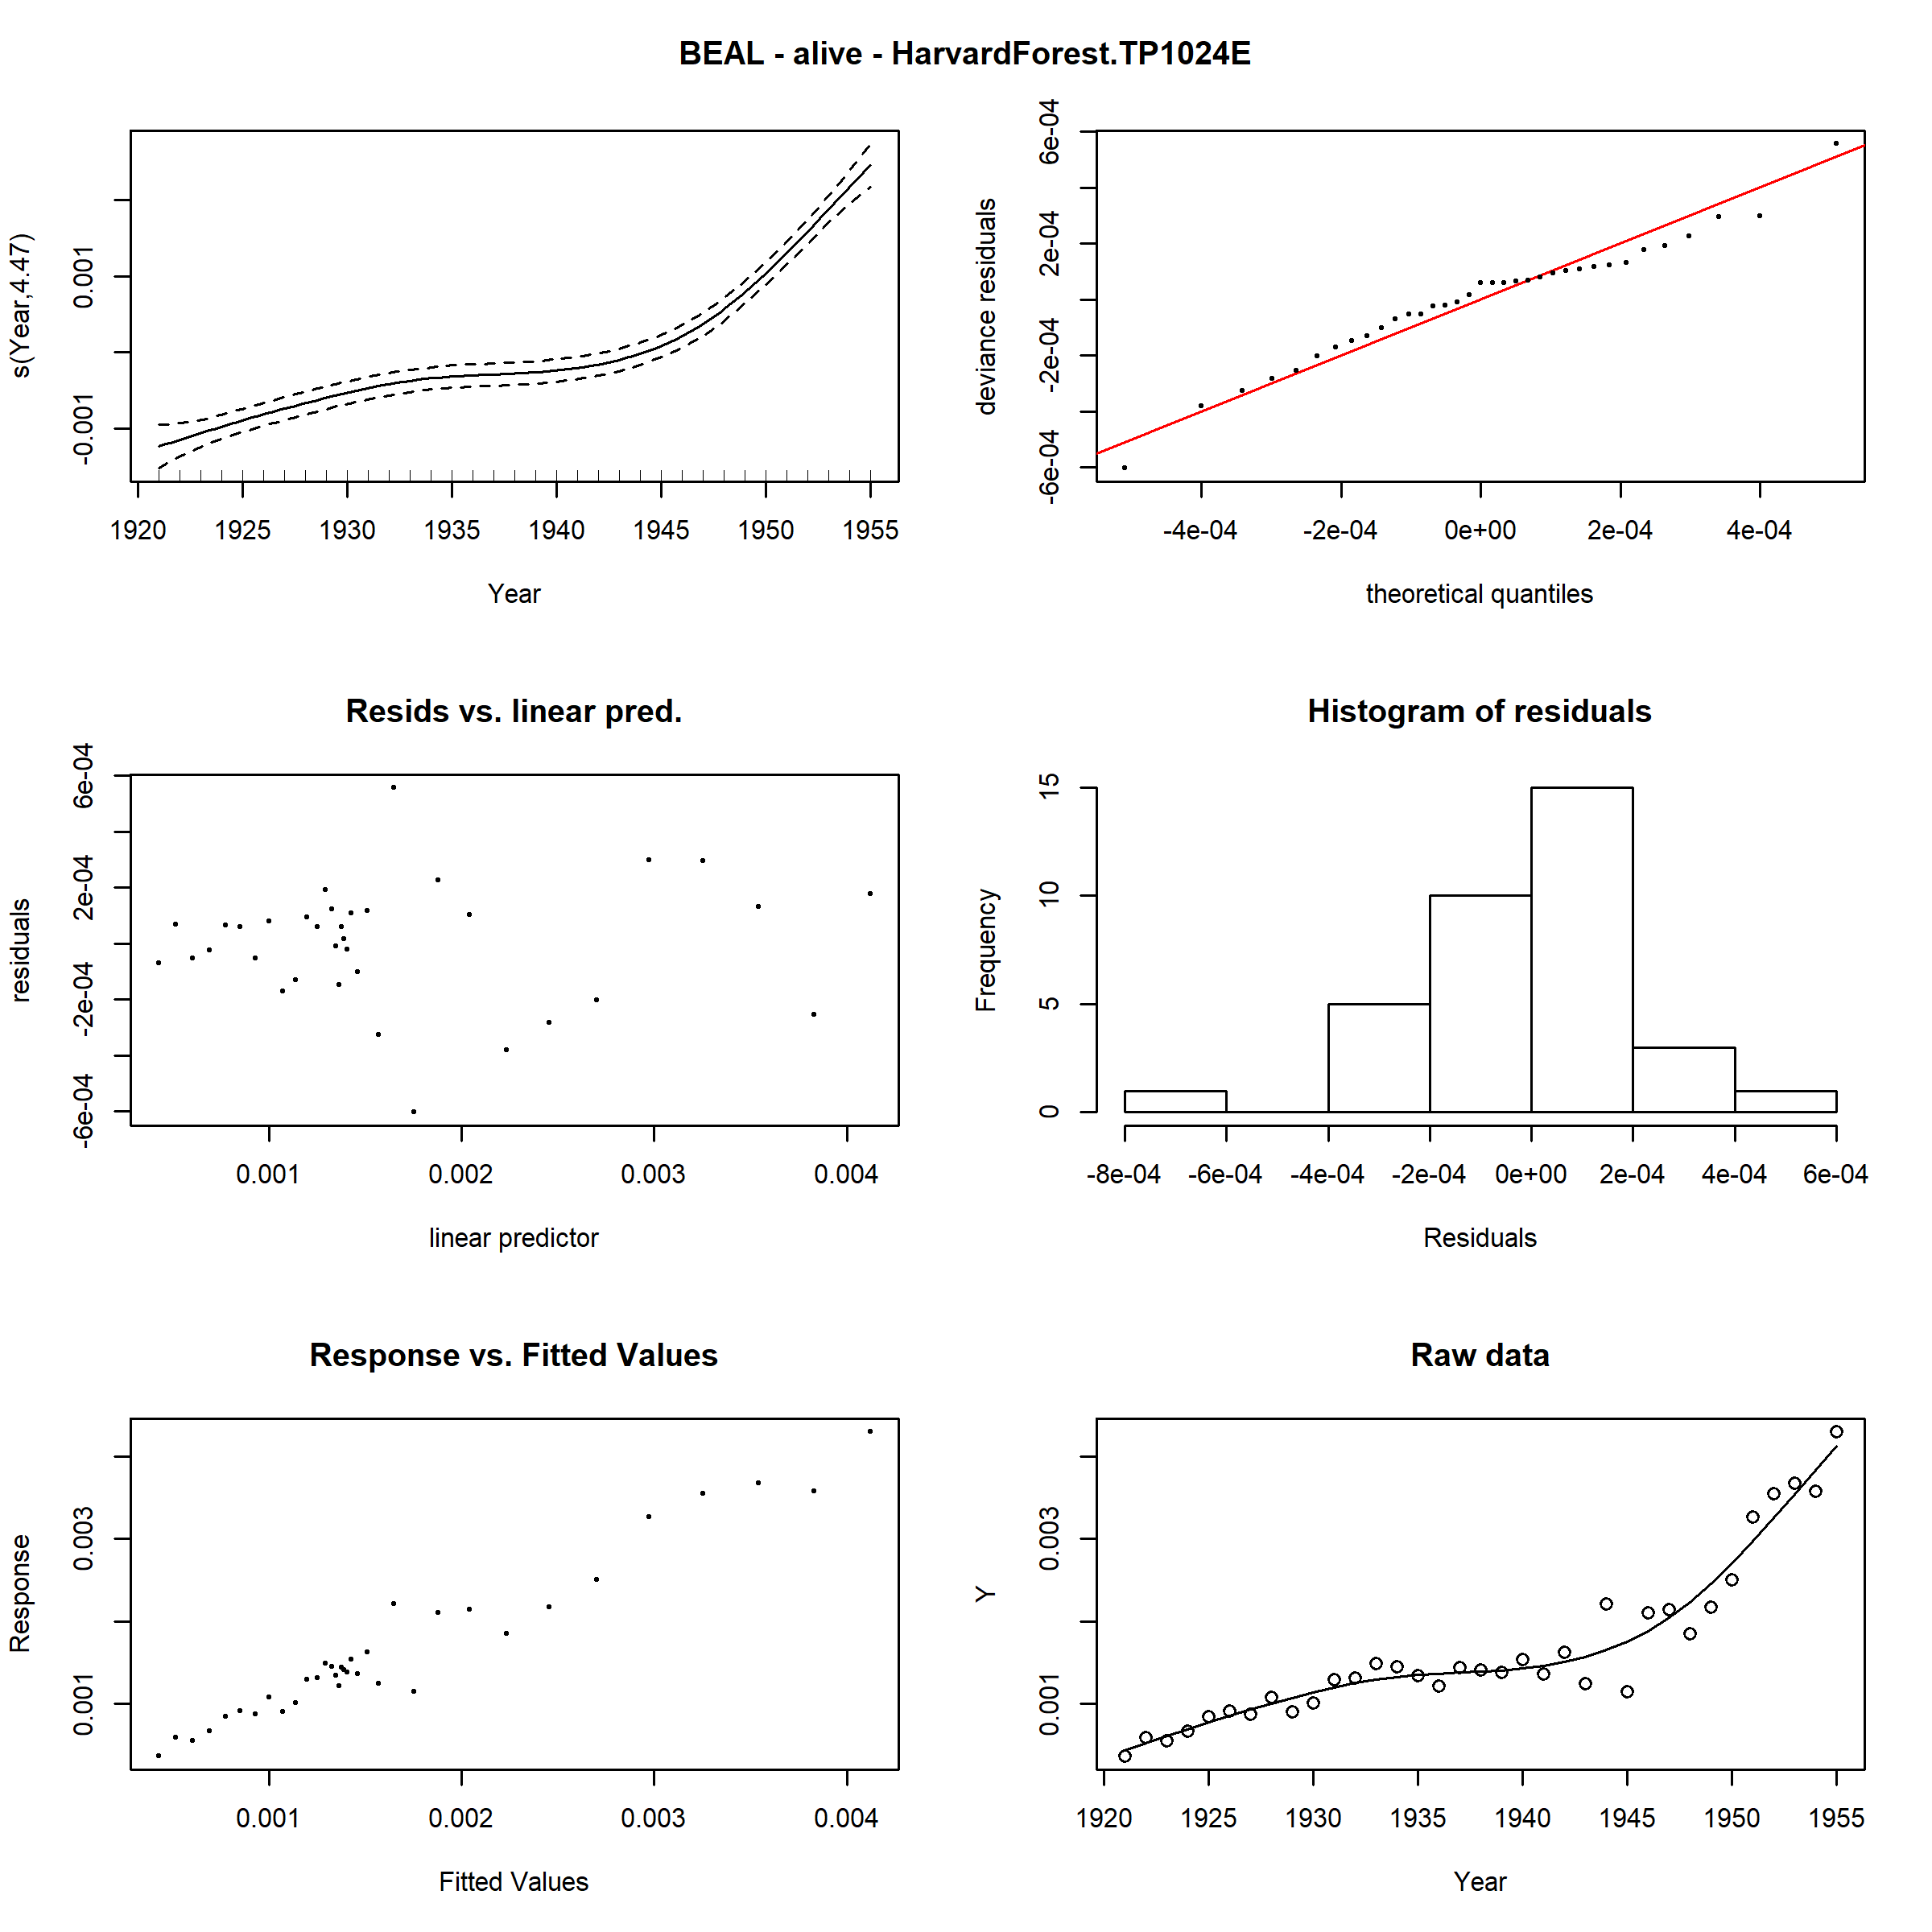 BEAL - alive - HarvardForest.TP1024E
s(Year,4.47)
-0.001 0.001
1920 1925 1930 1935 1940 1945 1950 1955
Year
deviance residuals
-6e-04 -2e-04 2e-04 6e-04
-4e-04 -2e-04 0e+00 2e-04 4e-04
theoretical quantiles
Resids vs. linear pred.
residuals
-6e-04 -2e-04 2e-04 6e-04
0.001 0.002 0.003 0.004
linear predictor
Histogram of residuals
Frequency
0 5 10 15
-8e-04 -6e-04 -4e-04 -2e-04 0e+00 2e-04 4e-04 6e-04
Residuals
Response vs. Fitted Values
Response
0.001 0.003
0.001 0.002 0.003 0.004
Fitted Values
Raw data
Y
0.001 0.003
1920 1925 1930 1935 1940 1945 1950 1955
Year